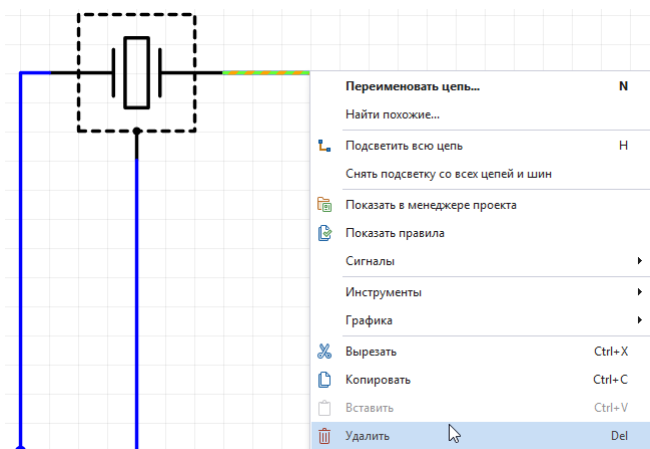 Переименовать цепь... N
Найти похожие...
Подсветить всю цепь H
Снять подсветку со всех цепей и шин
Показать в менеджере проекта
Показать правила
Сигналы
Инструменты
Графика
Вырезать Ctrl+X
Копировать Ctrl+C
Вставить Ctrl+V
Удалить Del